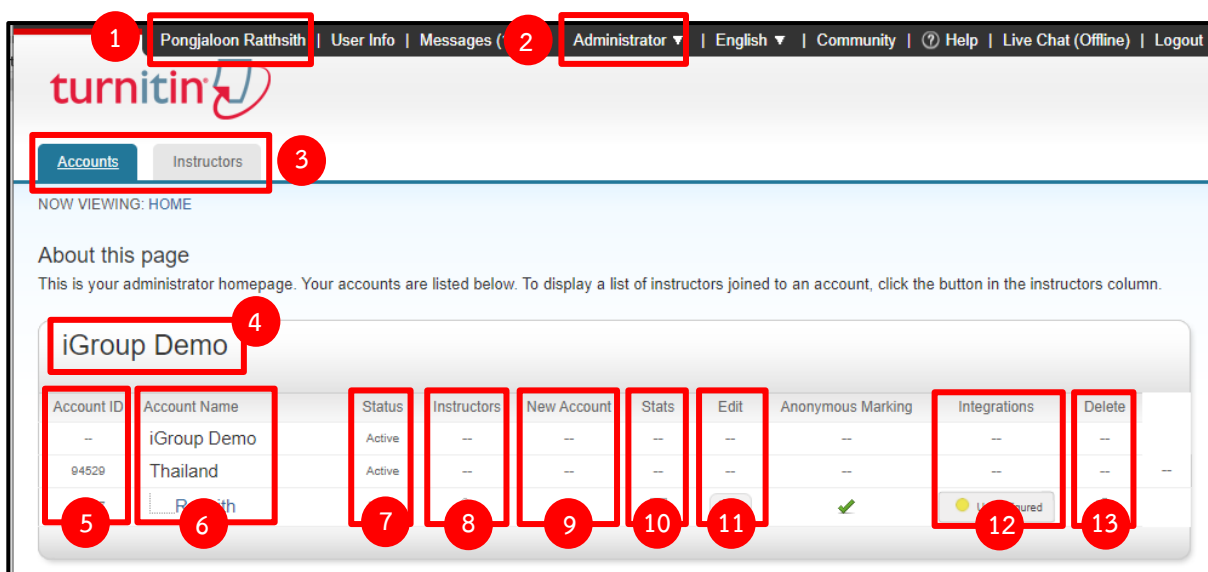 1 Pongjaloon Ratthsith | User Info | Messages ( 2 Administrator ▼ | English ▼ | Community | ? Help | Live Chat (Offline) | Logout
turnitin
Accounts Instructors 3
NOW VIEWING: HOME
About this page
This is your administrator homepage. Your accounts are listed below. To display a list of instructors joined to an account, click the button in the instructors column.
4
iGroup Demo
Account ID Account Name Status Instructors New Account Stats Edit Anonymous Marking Integrations Delete
-- iGroup Demo Active -- -- -- -- -- -- --
94529 Thailand Active -- -- -- -- -- -- -- --
5 6 7 8 9 10 11 12 13